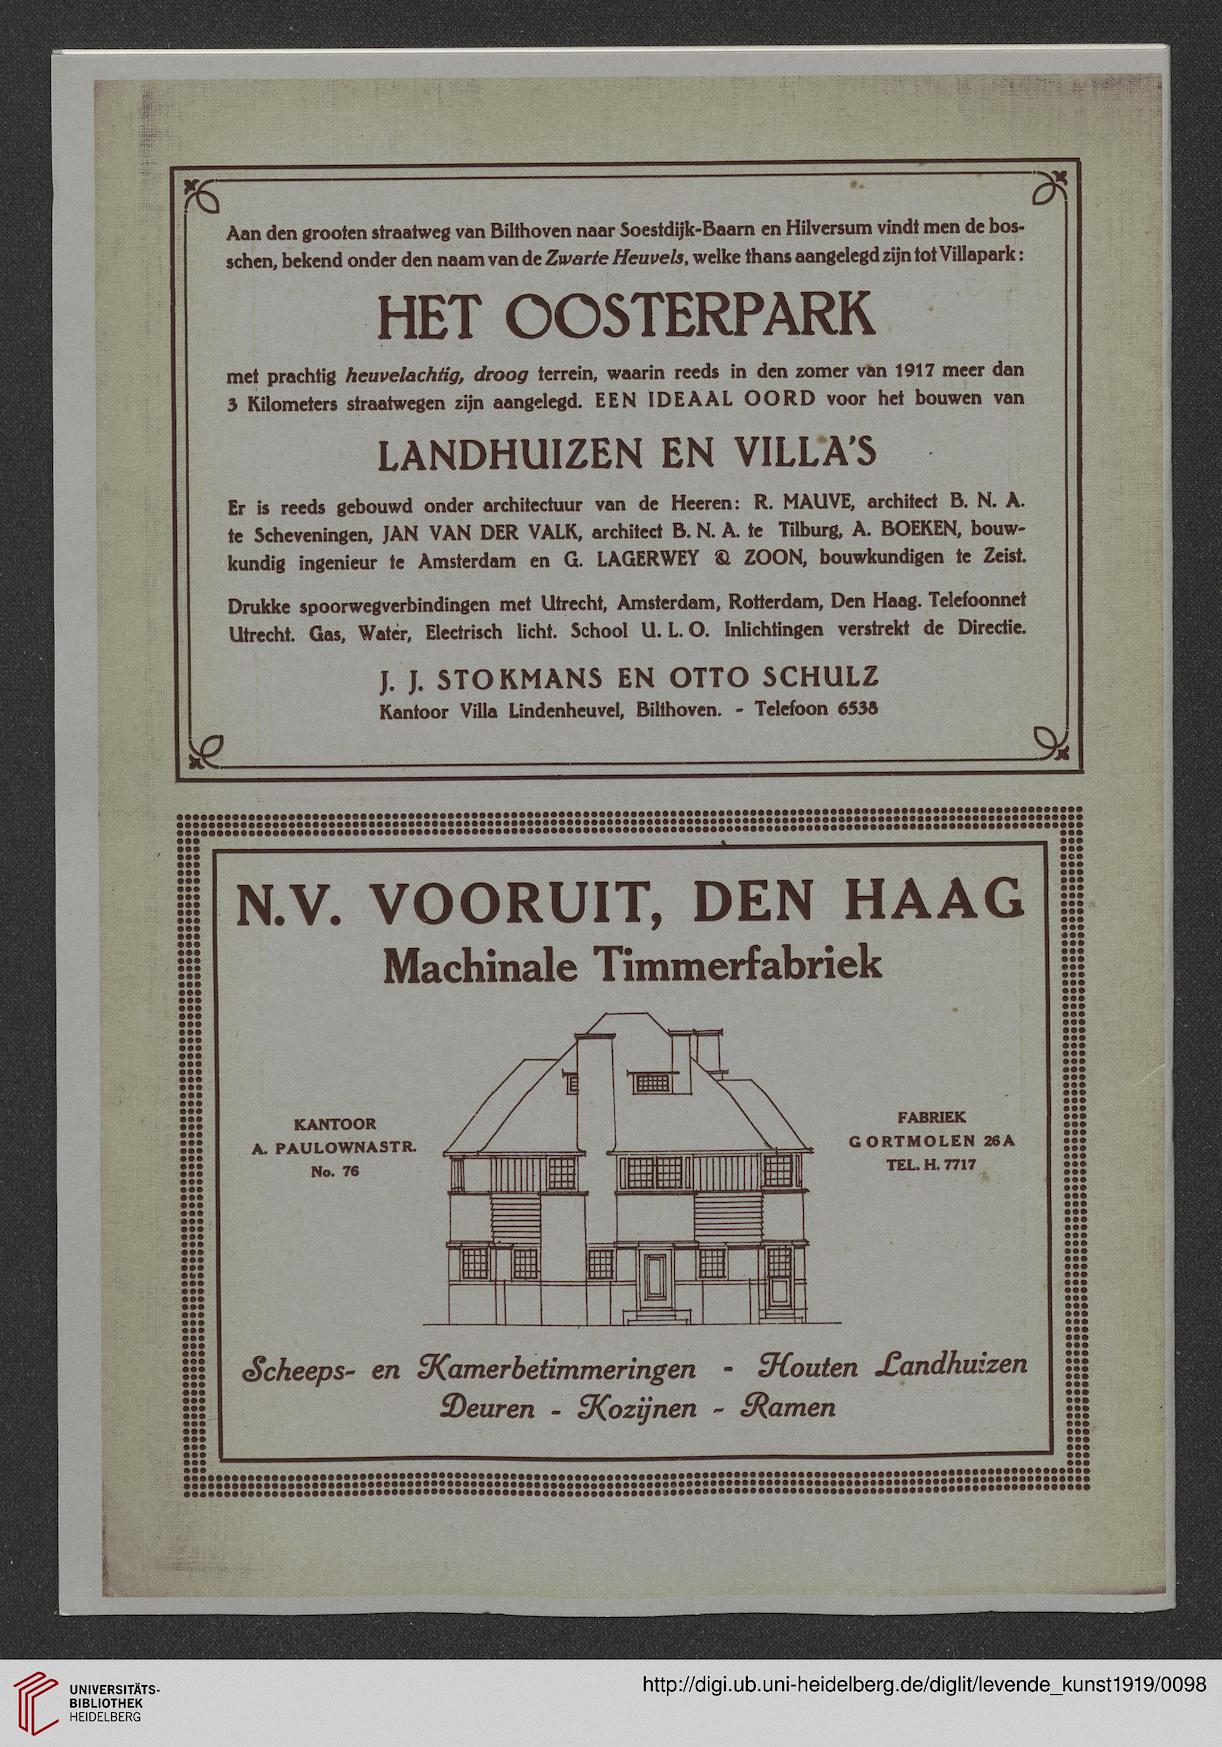 Aan den grooten straatweg van Bilthoven naar Soestdijk-Baarn en Hilversum vindt men de bos-
schen, bekend onder den naam van de Zwarte Heuvels, welke thans aangelegd zijn tot Villapark:
HET OOSTERPARK
met prachtig heuvelachtig, droog terrein, waarin reeds in den zomer van 1917 meer dan
3 Kilometers straatwegen zijn aangelegd. EEN IDEAAL OORD voor het bouwen van
LANDHUIZEN EN VILLA'S
Er is reeds gebouwd onder architectuur van de Heeren: R. MAUVE, architect B. N. A.
te Scheveningen, JAN VAN DER VALK, architect B. N. A. te Tilburg, A. BOEKEN, bouw-
kundig ingenieur te Amsterdam en G. LAGERWEY & ZOON, bouwkundigen te Zeist.
Drukke spoorwegverbindingen met Utrecht, Amsterdam, Rotterdam, Den Haag. Telefoonnet
Utrecht. Gas, Water, Electrisch licht. School U. L. O. Inlichtingen verstrekt de Directie.
J. J. STOKMANS EN OTTO SCHULZ
Kantoor Villa Lindenheuvel, Bilthoven. - Telefoon 6538
N.V. VOORUIT, DEN HAAG
Machinale Timmerfabriek
KANTOOR
A. PAULOWNASTR.
No. 76
FABRIEK
GORTMOLEN 26A
TEL. H. 7717
Scheeps- en Kamerbetimmeringen - Houten Landhuizen
Deuren - Kozijnen - Ramen
UNIVERSITÄTS-
BIBLIOTHEK
HEIDELBERG
http://digi.ub.uni-heidelberg.de/diglit/levende_kunst1919/0098